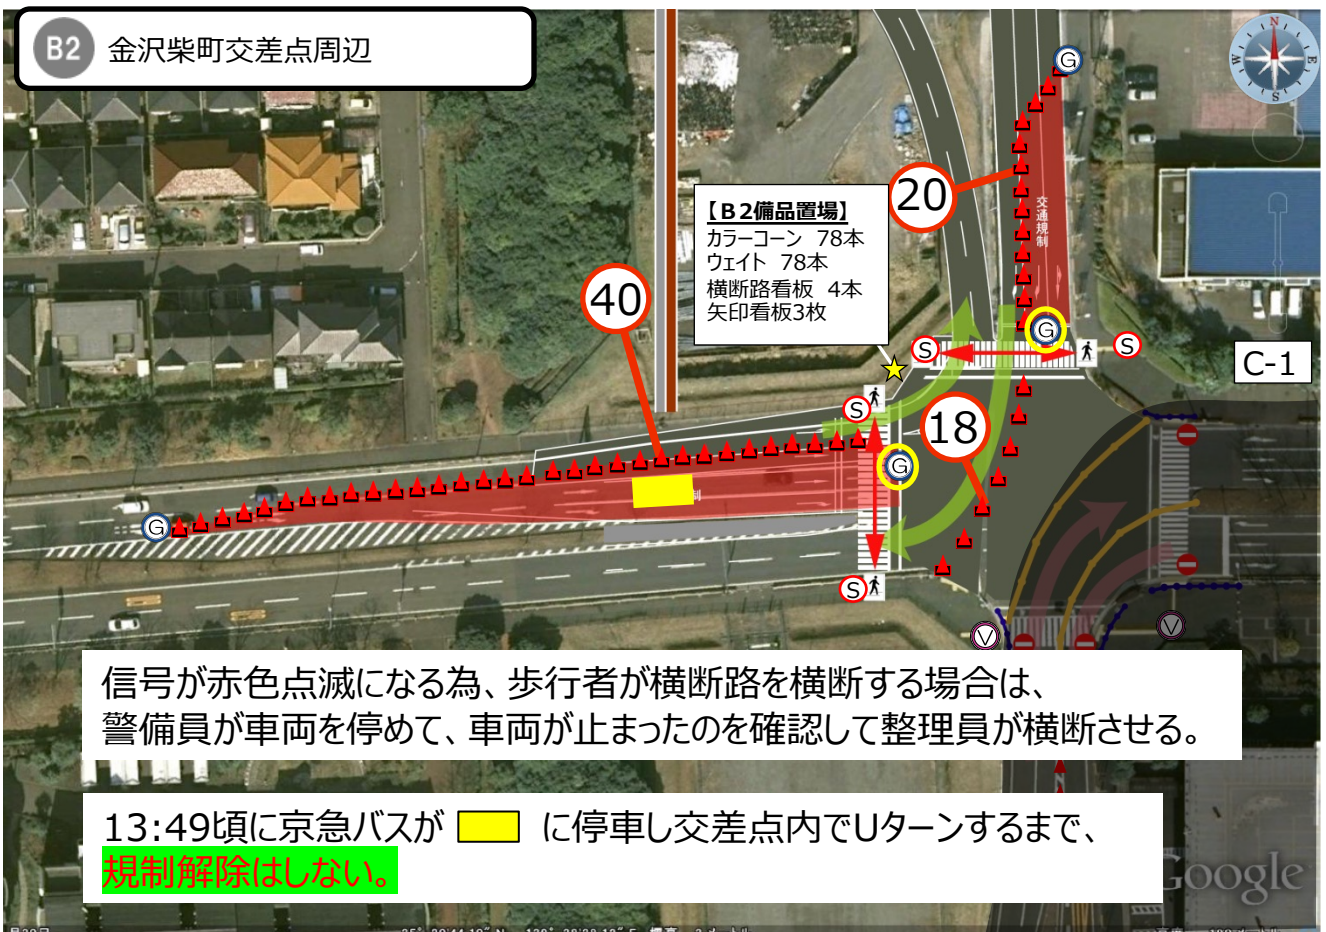 B2 金沢柴町交差点周辺
N
W
E
S
G
20
交通規制
【B2備品置場】
カラーコーン 78本
ウェイト 78本
横断路看板 4本
矢印看板3枚
40
G
S
S
C-1
S
18
G
G
S
V
V
信号が赤色点滅になる為、歩行者が横断路を横断する場合は、
警備員が車両を停めて、車両が止まったのを確認して整理員が横断させる。
13:49頃に京急バスが に停車し交差点内でUターンするまで、
規制解除はしない。
Google